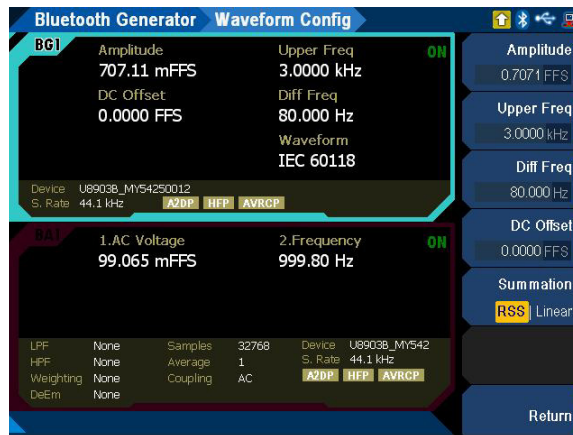 Bluetooth Generator Waveform Config
BG1
Amplitude Upper Freq ON
707.11 mFFS 3.0000 kHz
DC Offset Diff Freq
0.0000 FFS 80.000 Hz
Waveform
IEC 60118
Device U8903B_MY54250012
S. Rate 44.1 kHz A2DP HFP AVRCP
BA1
1.AC Voltage 2.Frequency ON
99.065 mFFS 999.80 Hz
LPF None Samples 32768 Device U8903B_MY542
HPF None Average 1 S. Rate 44.1 kHz
Weighting None Coupling AC A2DP HFP AVRCP
DeEm None
Amplitude
0.7071 FFS
Upper Freq
3.0000 kHz
Diff Freq
80.000 Hz
DC Offset
0.0000 FFS
Summation
RSS | Linear
Return